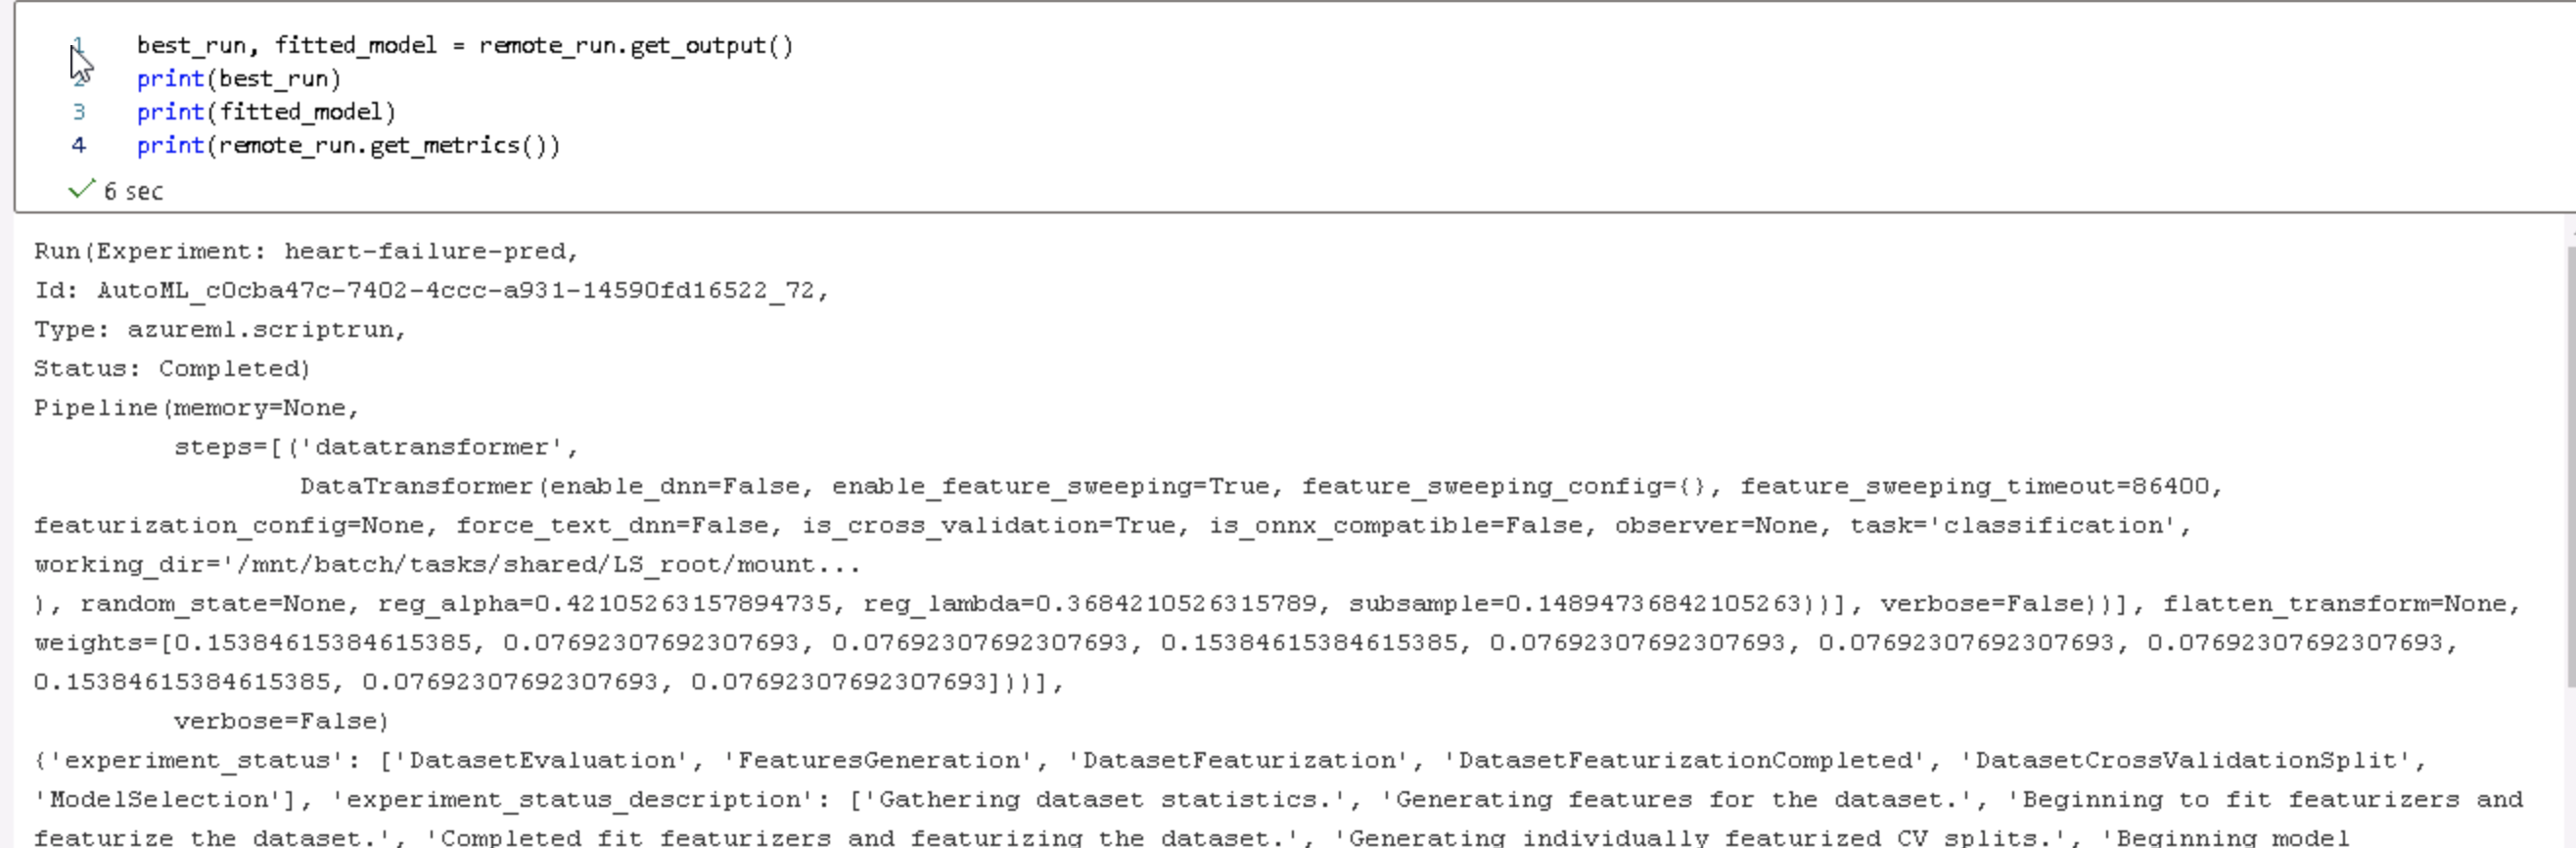 1 best_run, fitted_model = remote_run.get_output()
2 print(best_run)
3 print(fitted_model)
4 print(remote_run.get_metrics())
6 sec
Run(Experiment: heart-failure-pred,
Id: AutoML_c0cba47c-7402-4ccc-a931-14590fd16522_72,
Type: azureml.scriptrun,
Status: Completed)
Pipeline(memory=None,
steps=[('datatransformer',
DataTransformer(enable_dnn=False, enable_feature_sweeping=True, feature_sweeping_config={}, feature_sweeping_timeout=86400,
featurization_config=None, force_text_dnn=False, is_cross_validation=True, is_onnx_compatible=False, observer=None, task='classification',
working_dir='/mnt/batch/tasks/shared/LS_root/mount...
), random_state=None, reg_alpha=0.42105263157894735, reg_lambda=0.3684210526315789, subsample=0.14894736842105263))], verbose=False))], flatten_transform=None,
weights=[0.15384615384615385, 0.07692307692307693, 0.07692307692307693, 0.15384615384615385, 0.07692307692307693, 0.07692307692307693, 0.07692307692307693,
0.15384615384615385, 0.07692307692307693, 0.07692307692307693]))],
verbose=False)
{'experiment_status': ['DatasetEvaluation', 'FeaturesGeneration', 'DatasetFeaturization', 'DatasetFeaturizationCompleted', 'DatasetCrossValidationSplit',
'ModelSelection'], 'experiment_status_description': ['Gathering dataset statistics.', 'Generating features for the dataset.', 'Beginning to fit featurizers and
featurize the dataset.', 'Completed fit featurizers and featurizing the dataset.', 'Generating individually featurized CV splits.', 'Beginning model